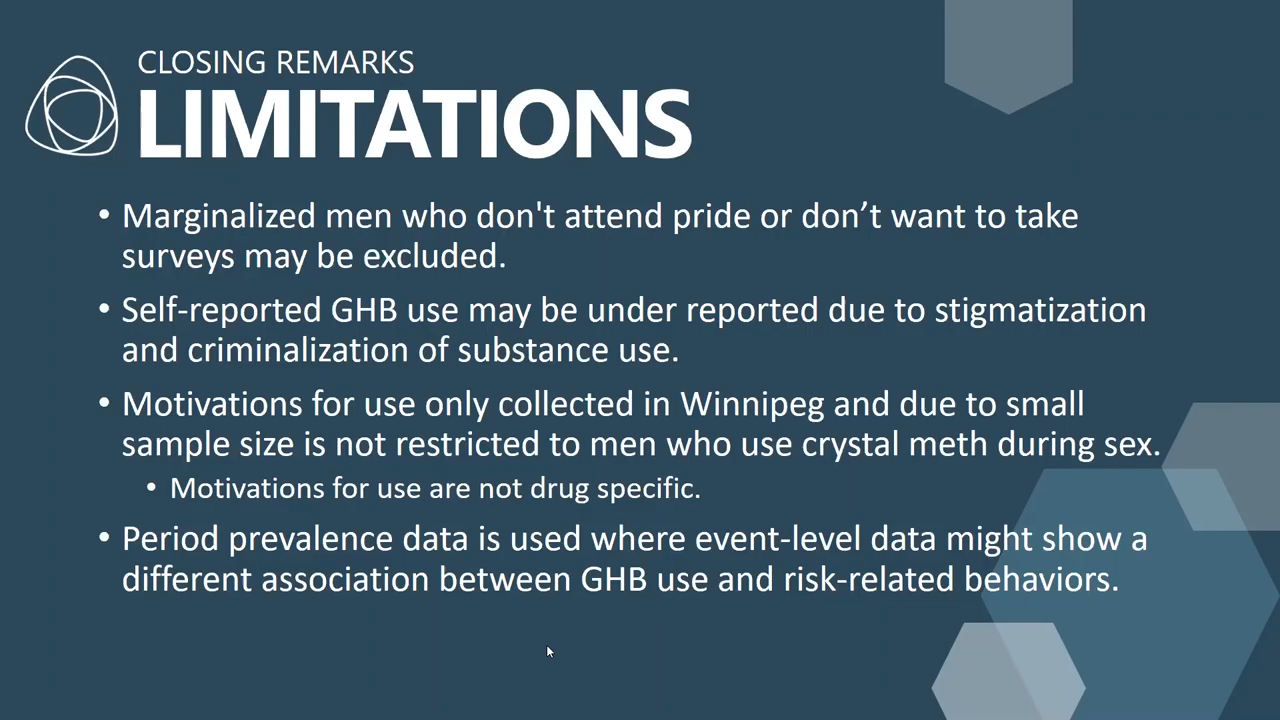 CLOSING REMARKS
LIMITATIONS
• Marginalized men who don't attend pride or don’t want to take
surveys may be excluded.
• Self-reported GHB use may be under reported due to stigmatization
and criminalization of substance use.
• Motivations for use only collected in Winnipeg and due to small
sample size is not restricted to men who use crystal meth during sex.
• Motivations for use are not drug specific.
• Period prevalence data is used where event-level data might show a
different association between GHB use and risk-related behaviors.